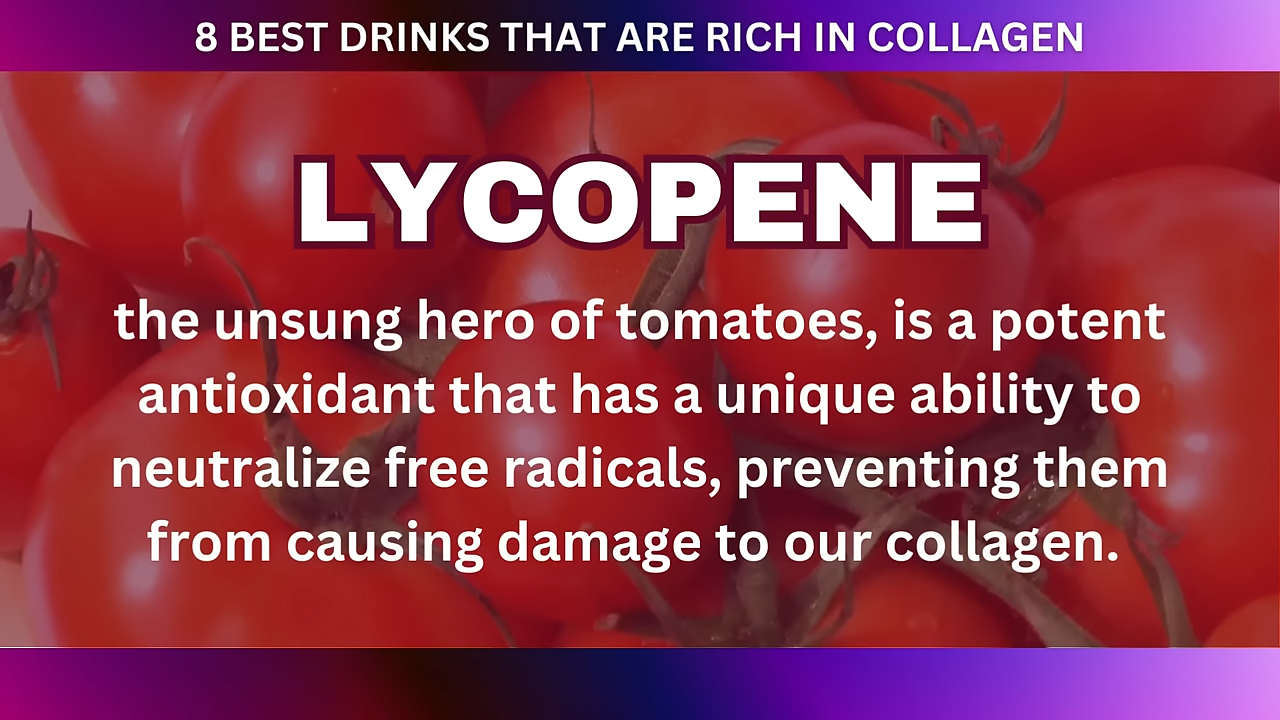 8 BEST DRINKS THAT ARE RICH IN COLLAGEN
LYCOPENE
the unsung hero of tomatoes, is a potent
antioxidant that has a unique ability to
neutralize free radicals, preventing them
from causing damage to our collagen.